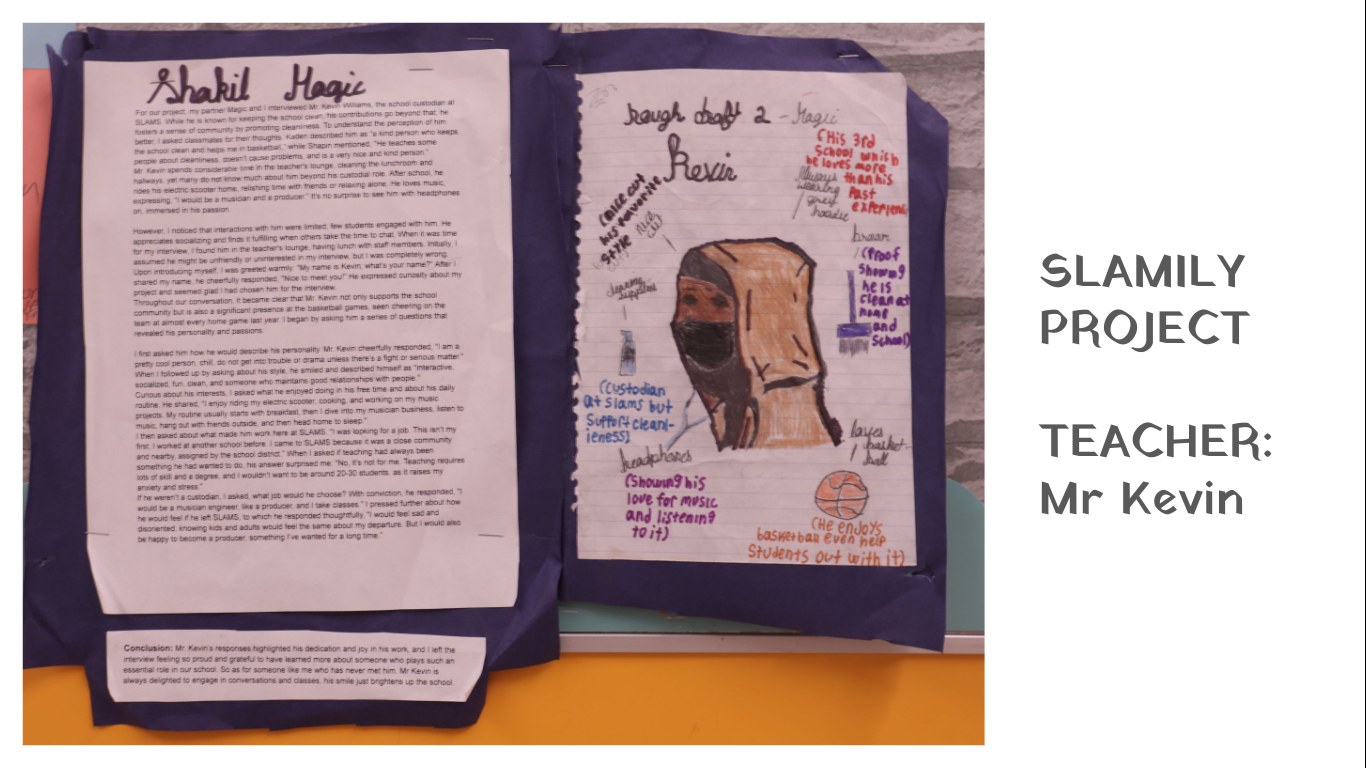 Shakil Magic
For our project, my partner Magic and I interviewed Mr. Kevin Williams, the school custodian at
SLAMS. While he is known for keeping the school clean, his contributions go beyond that; he
fosters a sense of community by promoting cleanliness. To understand the perception of him
better, I asked classmates for their thoughts. Kaden described him as "a kind person who keeps
the school clean and helps me in basketball," while Shapin mentioned, "He teaches some
people about cleanliness, doesn't cause problems, and is a very nice and kind person."
Mr. Kevin spends considerable time in the teacher's lounge, cleaning the lunchroom and
hallways, yet many do not know much about him beyond his custodial role. After school, he
rides his electric scooter home, relishing time with friends or relaxing alone. He loves music,
expressing, "I would be a musician and a producer." It's no surprise to see him with headphones
on, immersed in his passion.
However, I noticed that interactions with him were limited; few students engaged with him. He
appreciates socializing and finds it fulfilling when others take the time to chat. When it was time
for my interview, I found him in the teacher's lounge, having lunch with staff members. Initially, I
assumed he might be unfriendly or uninterested in my interview, but I was completely wrong.
Upon introducing myself, I was greeted warmly: "My name is Kevin, what's your name?" After I
shared my name, he cheerfully responded, "Nice to meet you!" He expressed curiosity about my
project and seemed glad I had chosen him for the interview.
Throughout our conversation, it became clear that Mr. Kevin not only supports the school
community but is also a significant presence at the basketball games, seen cheering on the
team at almost every home game last year. I began by asking him a series of questions that
revealed his personality and passions.
I first asked him how he would describe his personality. Mr. Kevin cheerfully responded, "I am a
pretty cool person, chill, do not get into trouble or drama unless there's a fight or serious matter."
When I followed up by asking about his style, he smiled and described himself as "interactive,
socialized, fun, clean, and someone who maintains good relationships with people."
Curious about his interests, I asked what he enjoyed doing in his free time and about his daily
routine. He shared, "I enjoy riding my electric scooter, cooking, and working on my music
projects. My routine usually starts with breakfast, then I dive into my musician business, listen to
music, hang out with friends outside, and then head home to sleep."
I then asked about what made him work here at SLAMS. "I was looking for a job. This isn't my
first; I worked at another school before. I came to SLAMS because it was a close community
and nearby, assigned by the school district." When I asked if teaching had always been
something he had wanted to do, his answer surprised me. "No, it's not for me. Teaching requires
lots of skill and a degree, and I wouldn't want to be around 20-30 students, as it raises my
anxiety and stress."
If he weren't a custodian, I asked, what job would he choose? With conviction, he responded, "I
would be a musician engineer, like a producer, and I take classes." I pressed further about how
he would feel if he left SLAMS, to which he responded thoughtfully, "I would feel sad and
disoriented, knowing kids and adults would feel the same about my departure. But I would also
be happy to become a producer, something I've wanted for a long time."
Conclusion: Mr. Kevin's responses highlighted his dedication and joy in his work, and I left the
interview feeling so proud and grateful to have learned more about someone who plays such an
essential role in our school. So as for someone like me who has never met him. Mr Kevin is
always delighted to engage in conversations and classes, his smile just brightens up the school.
rough draft 2 - Magic
Kevin
(His 3rd
School which
he loves more
than his
Past
experience
Always
wearing
grey
hoodie
(Nice cut
his favorite
style
broom
(Proof
showing
he is
clean at
home
and
school)
(Custodian
at slams but
Support clean-
ieness)
headphones
(Showing his
love for music
and listening
to it)
basket
ball
(He enjoys
basketball even help
Students out with it)
SLAMILY
PROJECT
TEACHER:
Mr Kevin